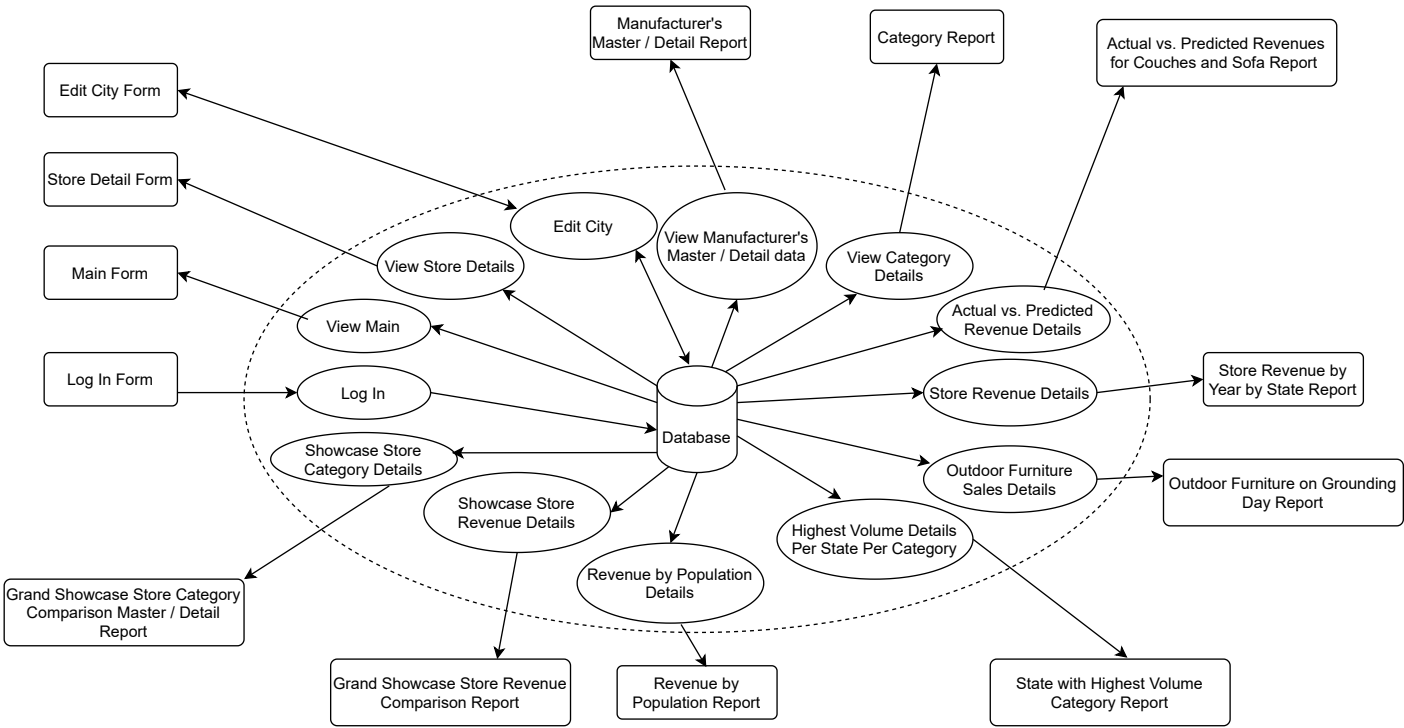 Manufacturer's
Master / Detail Report
Category Report
Actual vs. Predicted Revenues
for Couches and Sofa Report
Edit City Form
Store Detail Form
Edit City
View Manufacturer's
Master / Detail data
View Category
Details
View Store Details
Main Form
View Main
Actual vs. Predicted
Revenue Details
Log In Form
Log In
Store Revenue Details
Store Revenue by
Year by State Report
Database
Showcase Store
Category Details
Outdoor Furniture
Sales Details
Outdoor Furniture on Grounding
Day Report
Showcase Store
Revenue Details
Highest Volume Details
Per State Per Category
Revenue by Population
Details
Grand Showcase Store Category
Comparison Master / Detail
Report
Grand Showcase Store Revenue
Comparison Report
Revenue by
Population Report
State with Highest Volume
Category Report